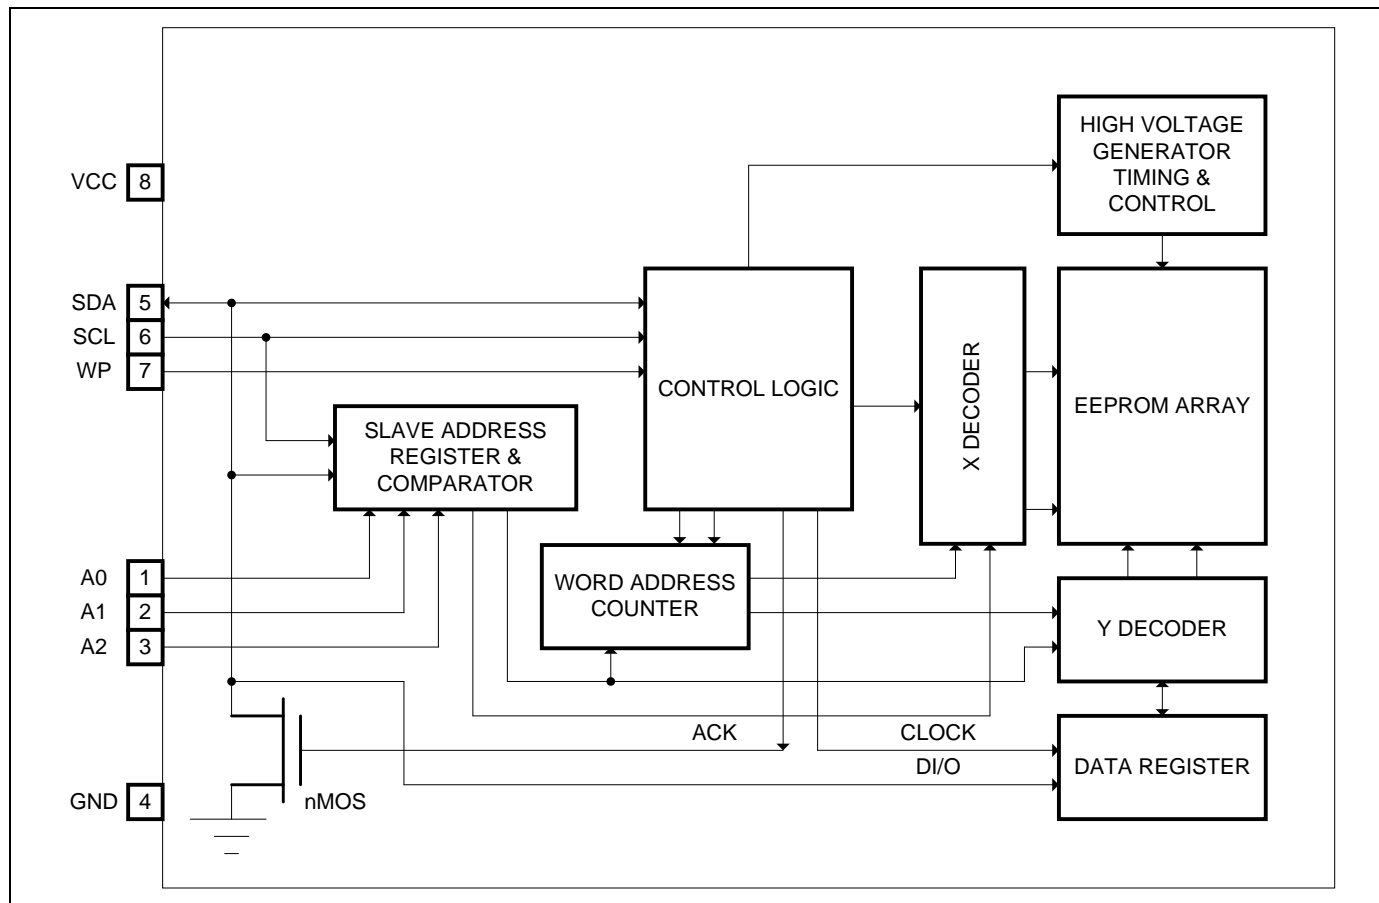 HIGH VOLTAGE
GENERATOR
TIMING &
CONTROL
VCC 8
SDA 5
SCL 6
WP 7
CONTROL LOGIC
X DECODER
EEPROM ARRAY
SLAVE ADDRESS
REGISTER &
COMPARATOR
A0 1
A1 2
A2 3
WORD ADDRESS
COUNTER
Y DECODER
ACK
CLOCK
DI/O
DATA REGISTER
GND 4
nMOS